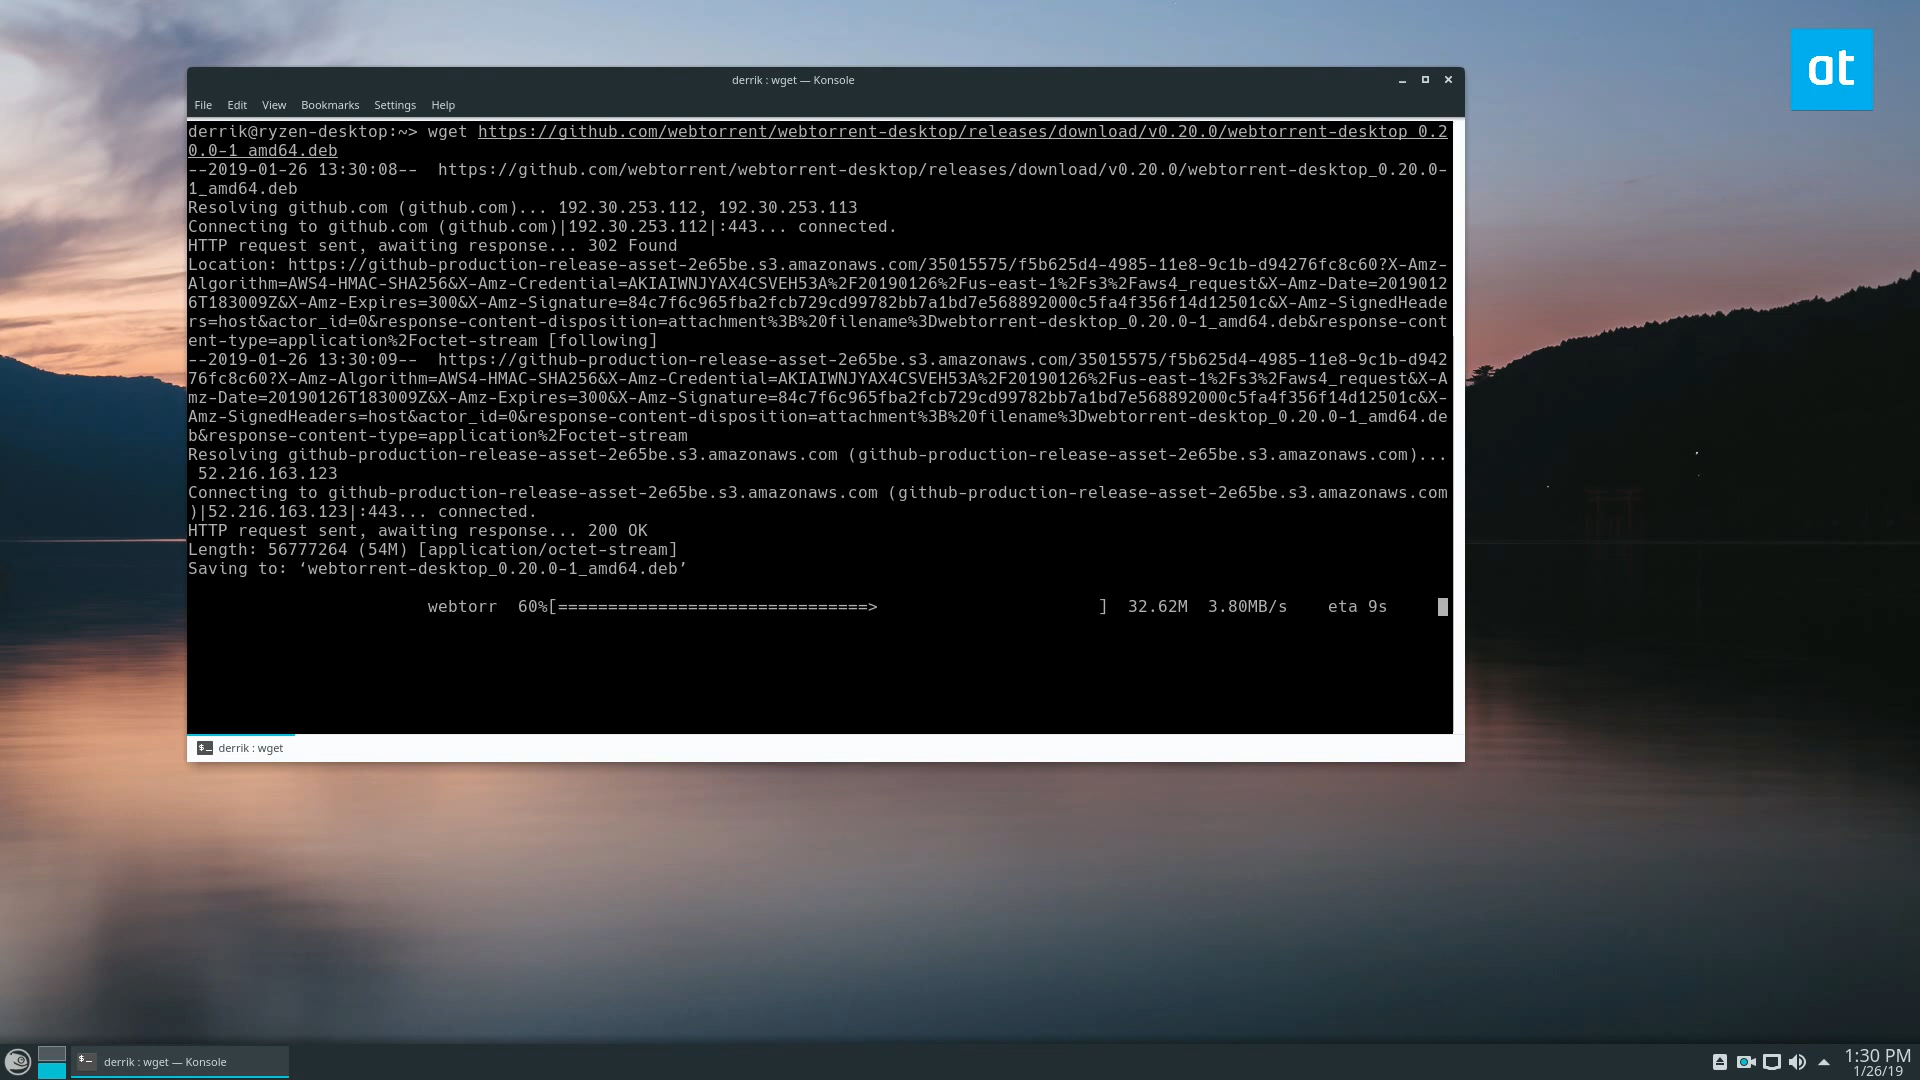 at
derrik : wget — Konsole
File Edit View Bookmarks Settings Help
derrik@ryzen-desktop:~> wget https://github.com/webtorrent/webtorrent-desktop/releases/download/v0.20.0/webtorrent-desktop_0.2
0.0-1_amd64.deb
--2019-01-26 13:30:08--  https://github.com/webtorrent/webtorrent-desktop/releases/download/v0.20.0/webtorrent-desktop_0.20.0-
1_amd64.deb
Resolving github.com (github.com)... 192.30.253.112, 192.30.253.113
Connecting to github.com (github.com)|192.30.253.112|:443... connected.
HTTP request sent, awaiting response... 302 Found
Location: https://github-production-release-asset-2e65be.s3.amazonaws.com/35015575/f5b625d4-4985-11e8-9c1b-d94276fc8c60?X-Amz-
Algorithm=AWS4-HMAC-SHA256&X-Amz-Credential=AKIAIWNJYAX4CSVEH53A%2F20190126%2Fus-east-1%2Fs3%2Faws4_request&X-Amz-Date=2019012
6T183009Z&X-Amz-Expires=300&X-Amz-Signature=84c7f6c965fba2fcb729cd99782bb7a1bd7e568892000c5fa4f356f14d12501c&X-Amz-SignedHeade
rs=host&actor_id=0&response-content-disposition=attachment%3B%20filename%3Dwebtorrent-desktop_0.20.0-1_amd64.deb&response-cont
ent-type=application%2Foctet-stream [following]
--2019-01-26 13:30:09--  https://github-production-release-asset-2e65be.s3.amazonaws.com/35015575/f5b625d4-4985-11e8-9c1b-d942
76fc8c60?X-Amz-Algorithm=AWS4-HMAC-SHA256&X-Amz-Credential=AKIAIWNJYAX4CSVEH53A%2F20190126%2Fus-east-1%2Fs3%2Faws4_request&X-A
mz-Date=20190126T183009Z&X-Amz-Expires=300&X-Amz-Signature=84c7f6c965fba2fcb729cd99782bb7a1bd7e568892000c5fa4f356f14d12501c&X-
Amz-SignedHeaders=host&actor_id=0&response-content-disposition=attachment%3B%20filename%3Dwebtorrent-desktop_0.20.0-1_amd64.de
b&response-content-type=application%2Foctet-stream
Resolving github-production-release-asset-2e65be.s3.amazonaws.com (github-production-release-asset-2e65be.s3.amazonaws.com)...
52.216.163.123
Connecting to github-production-release-asset-2e65be.s3.amazonaws.com (github-production-release-asset-2e65be.s3.amazonaws.com
)|52.216.163.123|:443... connected.
HTTP request sent, awaiting response... 200 OK
Length: 56777264 (54M) [application/octet-stream]
Saving to: ‘webtorrent-desktop_0.20.0-1_amd64.deb’
webtorr  60%[===============================>                      ]  32.62M  3.80MB/s    eta 9s
derrik : wget
derrik : wget — Konsole
1:30 PM
1/26/19